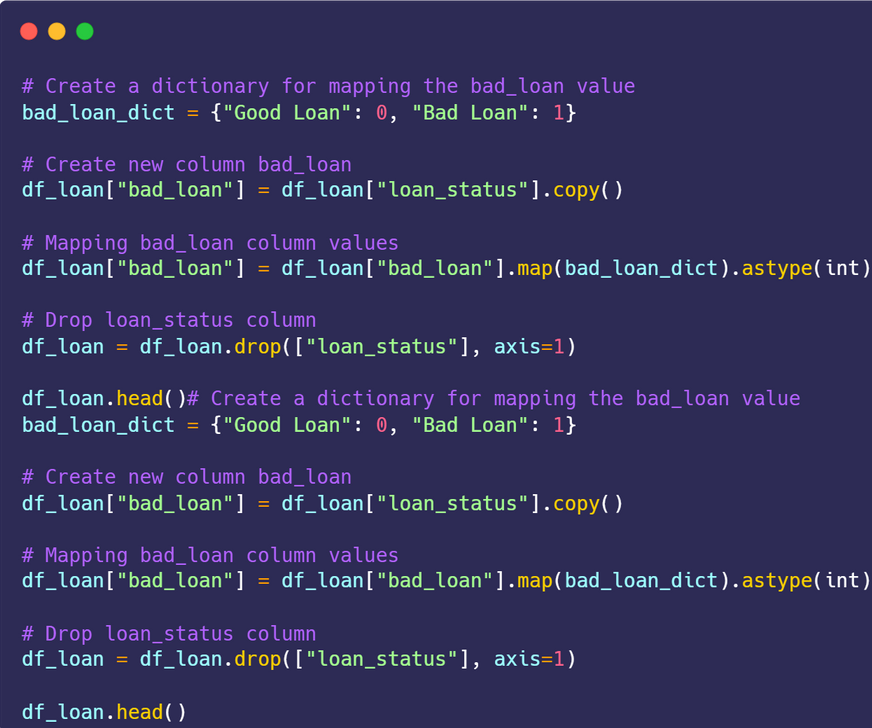 # Create a dictionary for mapping the bad_loan value
bad_loan_dict = {"Good Loan": 0, "Bad Loan": 1}
# Create new column bad_loan
df_loan["bad_loan"] = df_loan["loan_status"].copy()
# Mapping bad_loan column values
df_loan["bad_loan"] = df_loan["bad_loan"].map(bad_loan_dict).astype(int)
# Drop loan_status column
df_loan = df_loan.drop(["loan_status"], axis=1)
df_loan.head()# Create a dictionary for mapping the bad_loan value
bad_loan_dict = {"Good Loan": 0, "Bad Loan": 1}
# Create new column bad_loan
df_loan["bad_loan"] = df_loan["loan_status"].copy()
# Mapping bad_loan column values
df_loan["bad_loan"] = df_loan["bad_loan"].map(bad_loan_dict).astype(int)
# Drop loan_status column
df_loan = df_loan.drop(["loan_status"], axis=1)
df_loan.head()